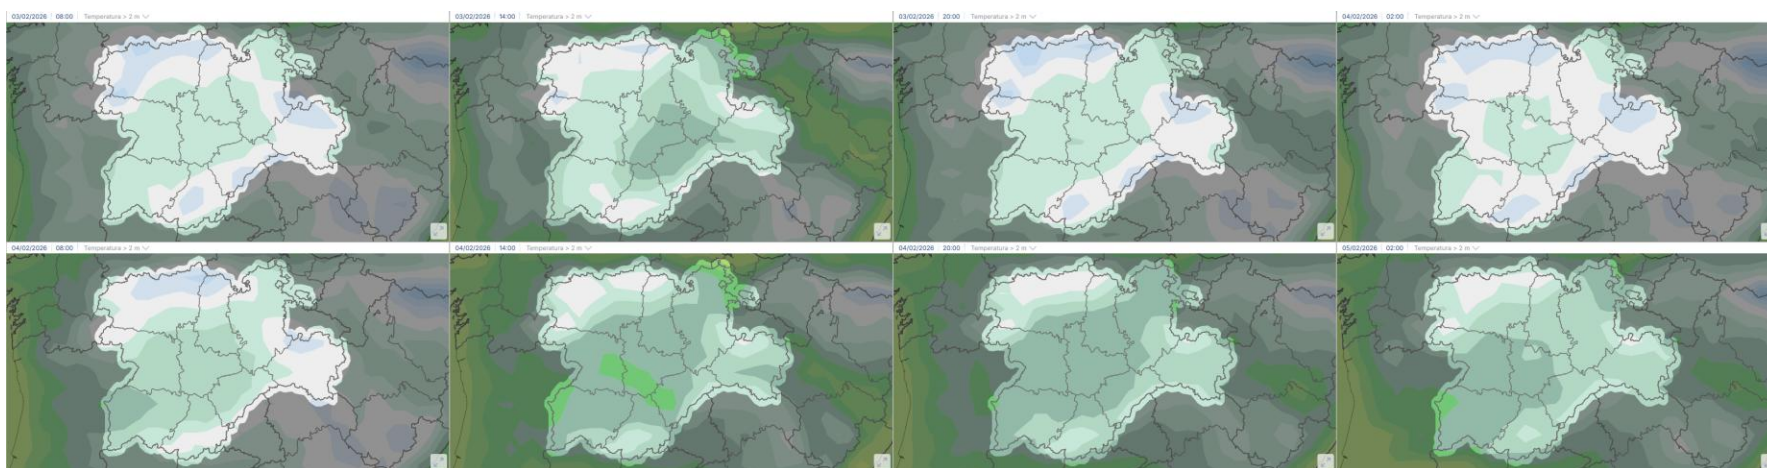 03/02/2026 08:00 Temperatura > 2 m
03/02/2026 14:00 Temperatura > 2 m
03/02/2026 20:00 Temperatura > 2 m
04/02/2026 02:00 Temperatura > 2 m
04/02/2026 08:00 Temperatura > 2 m
04/02/2026 14:00 Temperatura > 2 m
04/02/2026 20:00 Temperatura > 2 m
05/02/2026 02:00 Temperatura > 2 m